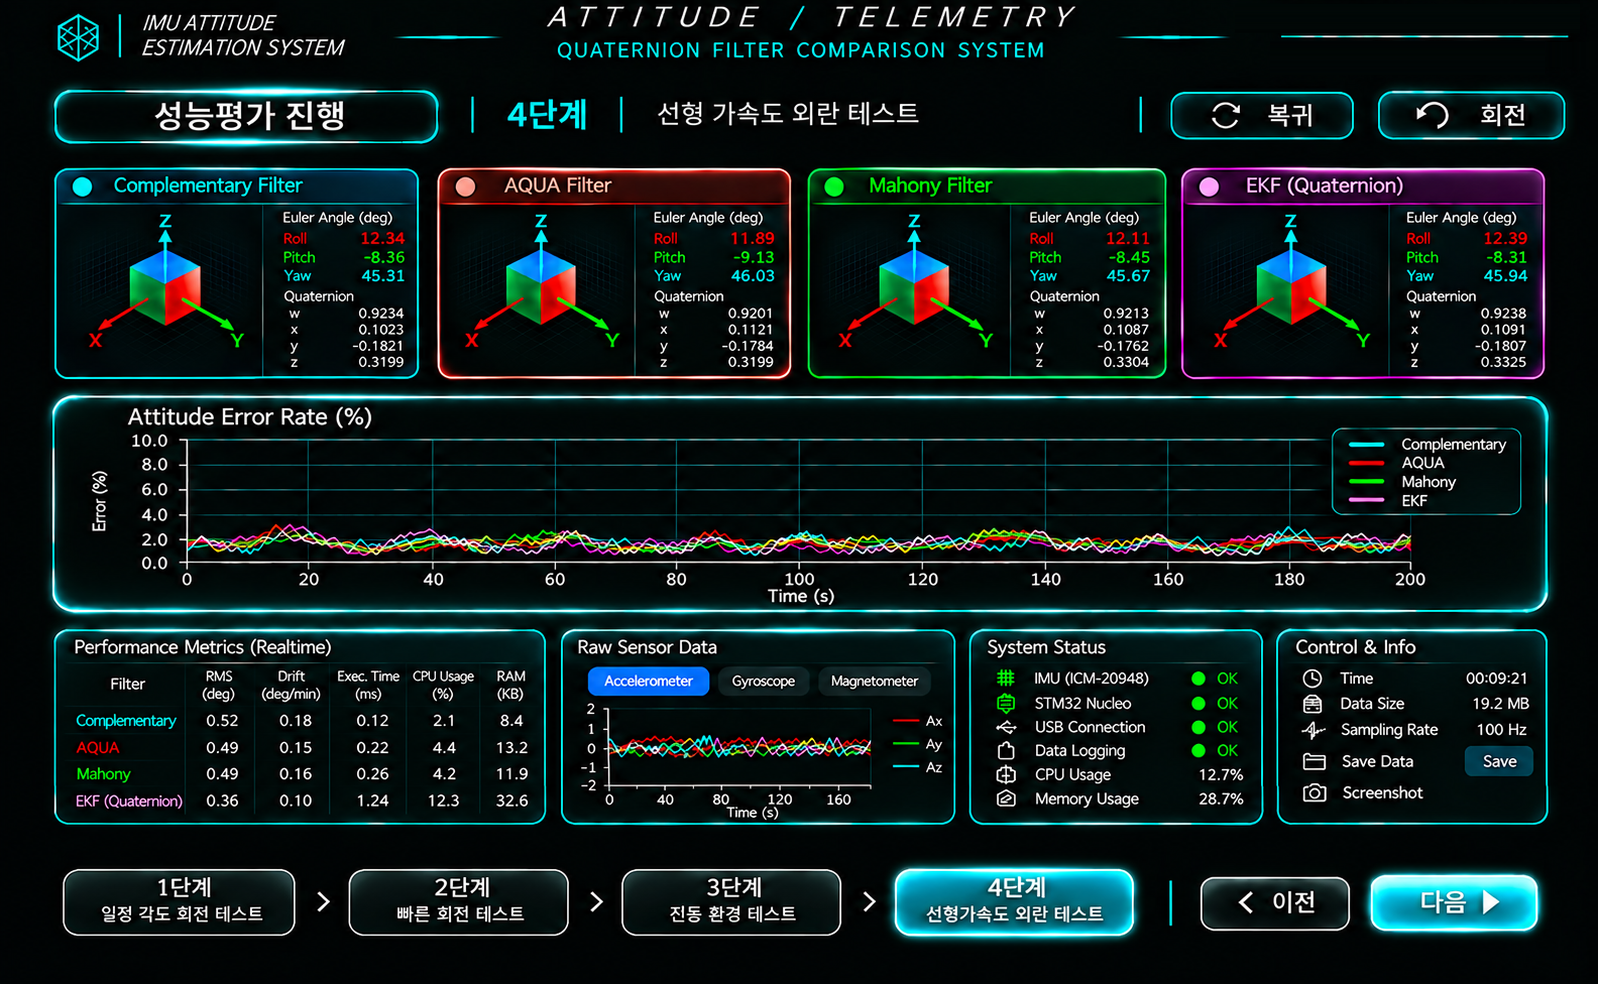 IMU ATTITUDE
ESTIMATION SYSTEM
ATTITUDE / TELEMETRY
QUATERNION FILTER COMPARISON SYSTEM
성능평가 진행
4단계
선형 가속도 외란 테스트
복귀
회전
Complementary Filter
Z
X
Y
Euler Angle (deg)
Roll 12.34
Pitch -8.36
Yaw 45.31
Quaternion
w 0.9234
x 0.1023
y -0.1821
z 0.3199
AQUA Filter
Z
X
Y
Euler Angle (deg)
Roll 11.89
Pitch -9.13
Yaw 46.03
Quaternion
w 0.9201
x 0.1121
y -0.1784
z 0.3199
Mahony Filter
Z
X
Y
Euler Angle (deg)
Roll 12.11
Pitch -8.45
Yaw 45.67
Quaternion
w 0.9213
x 0.1087
y -0.1762
z 0.3304
EKF (Quaternion)
Z
X
Y
Euler Angle (deg)
Roll 12.39
Pitch -8.31
Yaw 45.94
Quaternion
w 0.9238
x 0.1091
y -0.1807
z 0.3325
Attitude Error Rate (%)
Error (%)
10.0
8.0
6.0
4.0
2.0
0.0
0 20 40 60 80 100 120 140 160 180 200
Time (s)
Complementary
AQUA
Mahony
EKF
Performance Metrics (Realtime)
Filter RMS (deg) Drift (deg/min) Exec. Time (ms) CPU Usage (%) RAM (KB)
Complementary 0.52 0.18 0.12 2.1 8.4
AQUA 0.49 0.15 0.22 4.4 13.2
Mahony 0.49 0.16 0.26 4.2 11.9
EKF (Quaternion) 0.36 0.10 1.24 12.3 32.6
Raw Sensor Data
Accelerometer Gyroscope Magnetometer
2
1
0
-1
-2
0 40 80 120 160
Time (s)
Ax
Ay
Az
System Status
IMU (ICM-20948) OK
STM32 Nucleo OK
USB Connection OK
Data Logging OK
CPU Usage 12.7%
Memory Usage 28.7%
Control & Info
Time 00:09:21
Data Size 19.2 MB
Sampling Rate 100 Hz
Save Data Save
Screenshot
1단계
일정 각도 회전 테스트
2단계
빠른 회전 테스트
3단계
진동 환경 테스트
4단계
선형가속도 외란 테스트
이전
다음